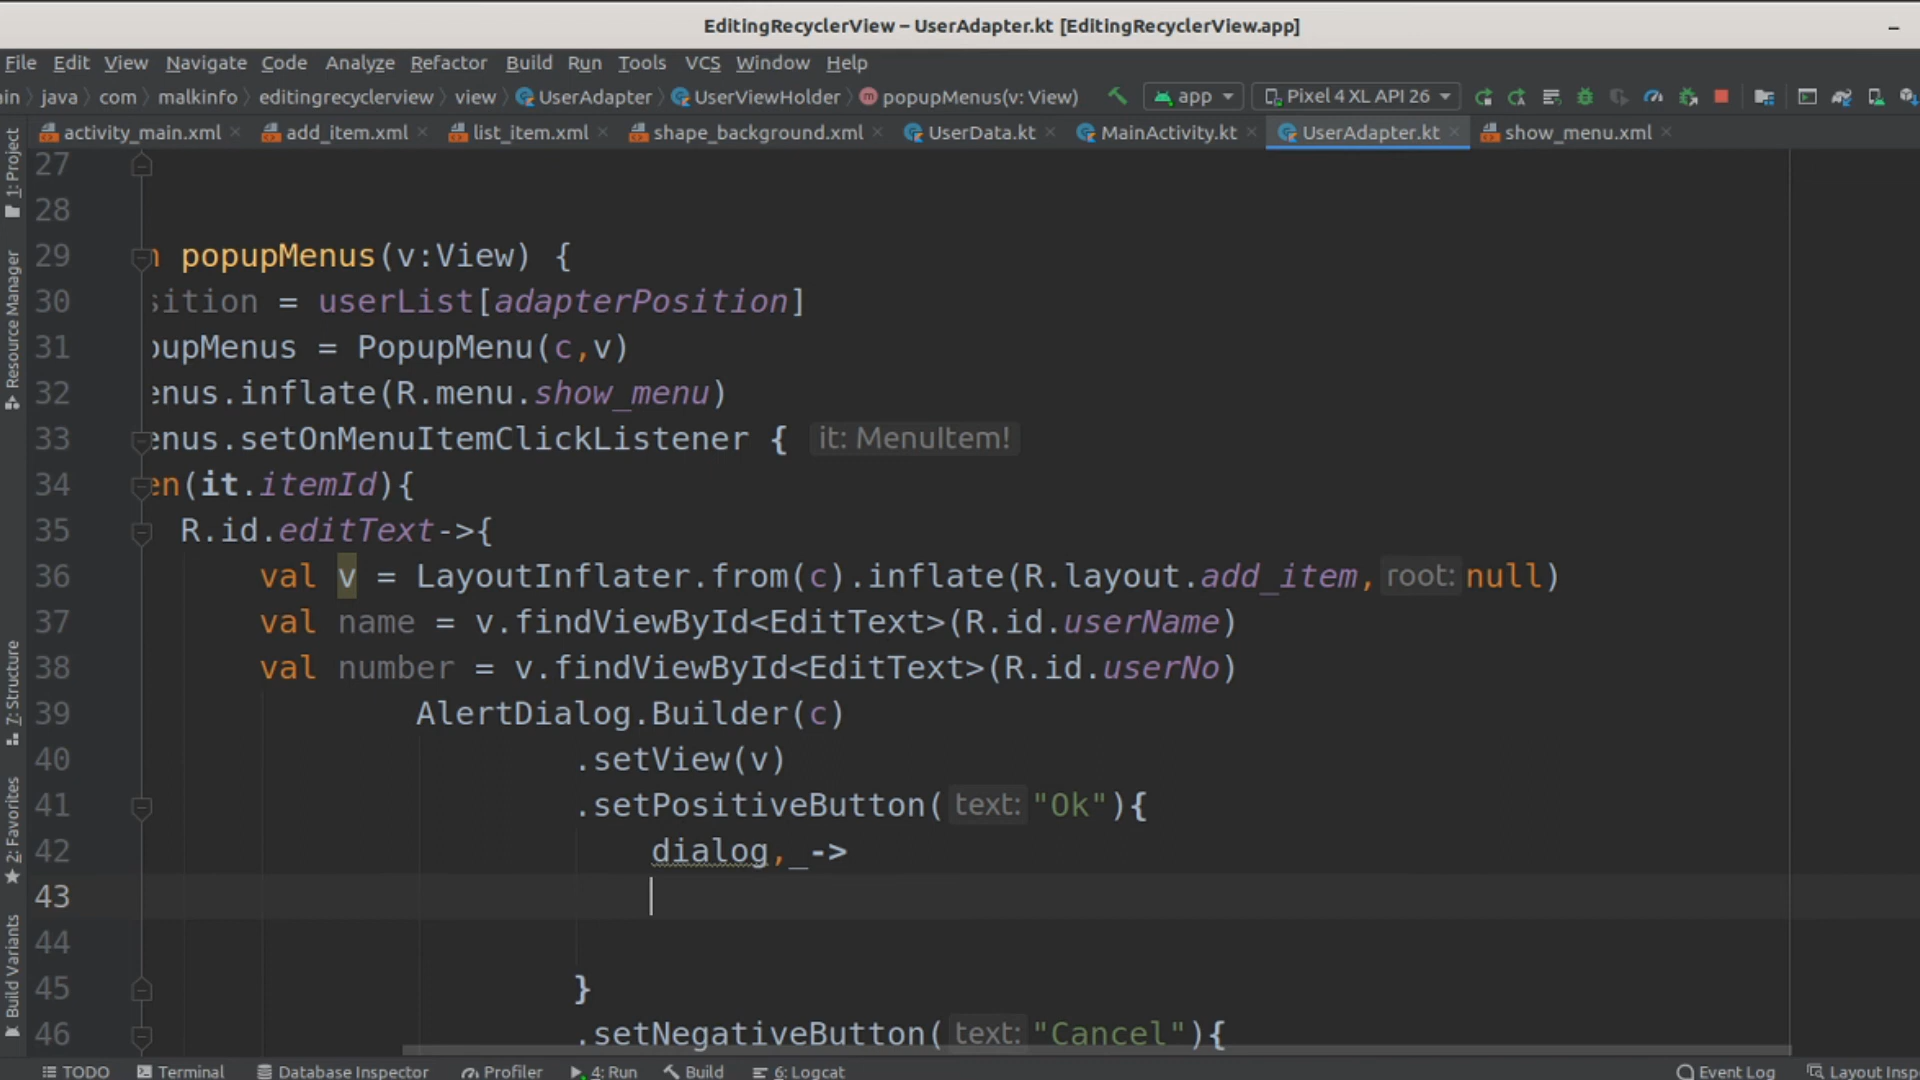 EditingRecyclerView – UserAdapter.kt [EditingRecyclerView.app]
File Edit View Navigate Code Analyze Refactor Build Run Tools VCS Window Help
in java com malkinfo editingrecyclerview view UserAdapter UserViewHolder popupMenus(v: View) app Pixel 4 XL API 26
activity_main.xml add_item.xml list_item.xml shape_background.xml UserData.kt MainActivity.kt UserAdapter.kt show_menu.xml
1: Project
Resource Manager
7: Structure
2: Favorites
Build Variants
27
28
29 n popupMenus(v:View) {
30 sition = userList[adapterPosition]
31 pupMenus = PopupMenu(c,v)
32 enus.inflate(R.menu.show_menu)
33 enus.setOnMenuItemClickListener { it: MenuItem!
34 en(it.itemId){
35 R.id.editText->{
36 val v = LayoutInflater.from(c).inflate(R.layout.add_item, root: null)
37 val name = v.findViewById<EditText>(R.id.userName)
38 val number = v.findViewById<EditText>(R.id.userNo)
39 AlertDialog.Builder(c)
40 .setView(v)
41 .setPositiveButton( text: "Ok"){
42 dialog,_->
43
44
45 }
46 .setNegativeButton( text: "Cancel"){
TODO Terminal Database Inspector Profiler 4: Run Build 6: Logcat Event Log Layout Insp